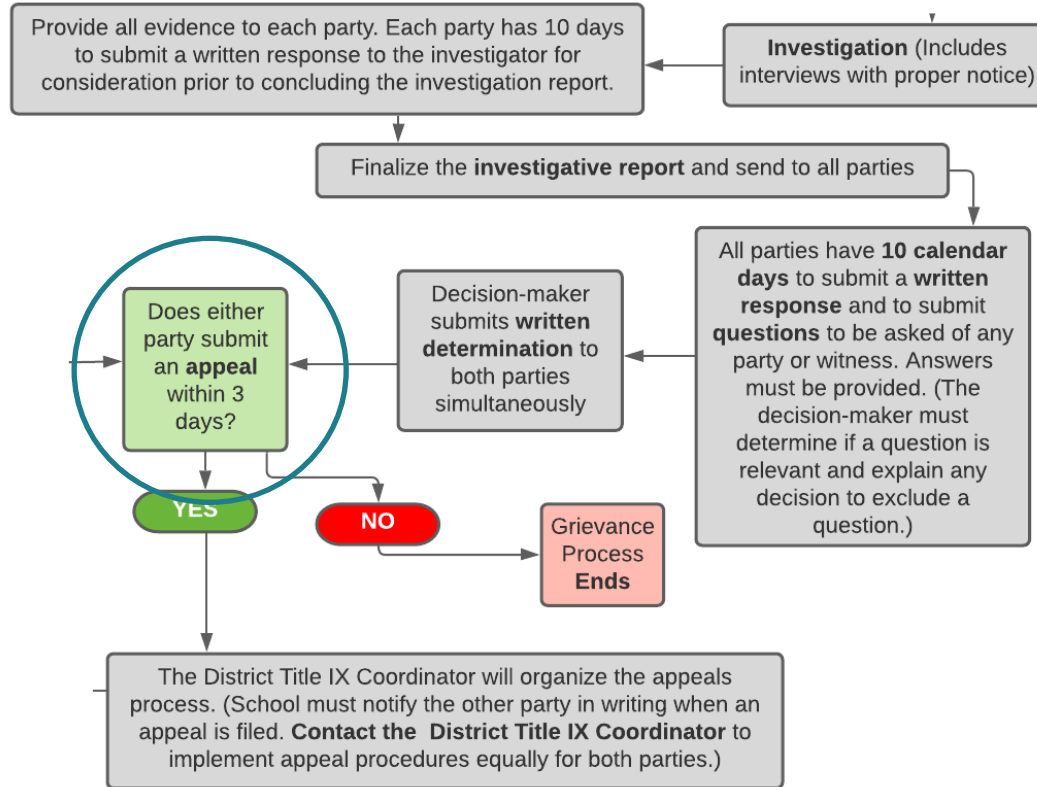 Provide all evidence to each party. Each party has 10 days
to submit a written response to the investigator for
consideration prior to concluding the investigation report.
Investigation (Includes
interviews with proper notice)
Finalize the investigative report and send to all parties
All parties have 10 calendar
days to submit a written
response and to submit
questions to be asked of any
party or witness. Answers
must be provided. (The
decision-maker must
determine if a question is
relevant and explain any
decision to exclude a
question.)
Decision-maker
submits written
determination to
both parties
simultaneously
Does either
party submit
an appeal
within 3
days?
YES
NO
Grievance
Process
Ends
The District Title IX Coordinator will organize the appeals
process. (School must notify the other party in writing when an
appeal is filed. Contact the District Title IX Coordinator to
implement appeal procedures equally for both parties.)